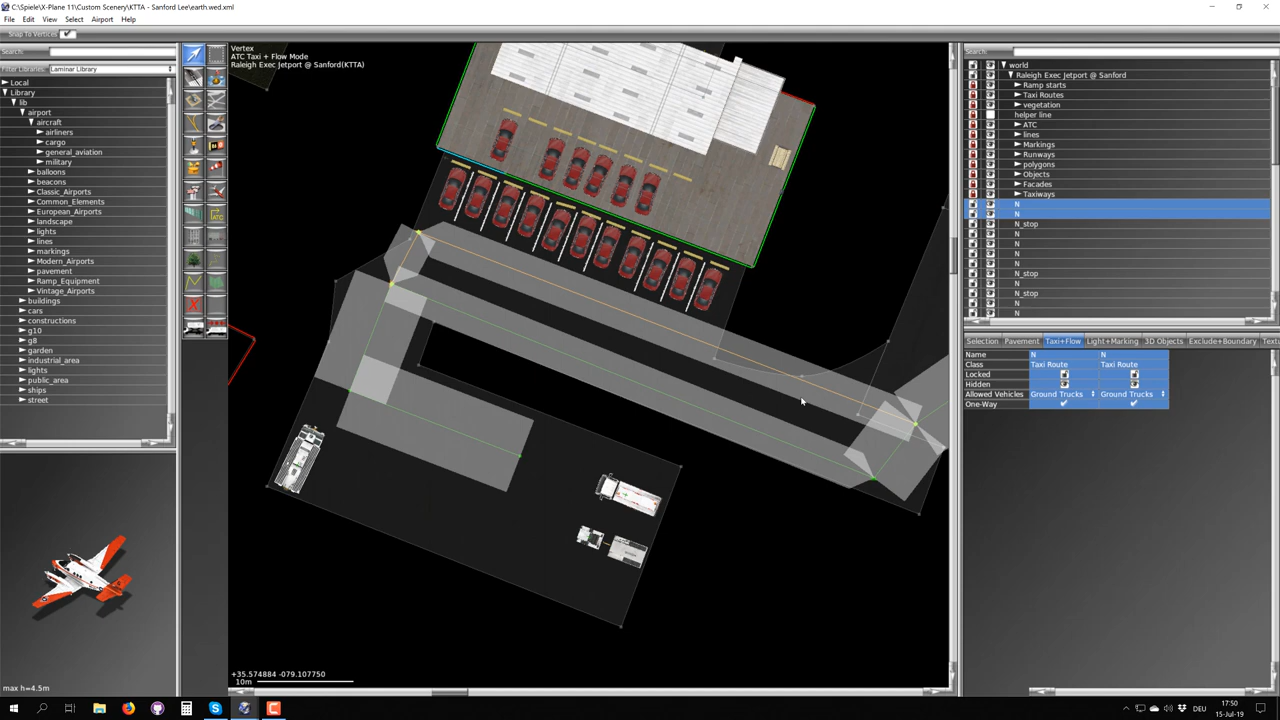 C:\Spiele\X-Plane 11\Custom Scenery\KTTA - Sanford Lee\earth.wed.xml
File Edit View Select Airport Help
Snap To Vertices
Search:
Filter Libraries: Laminar Library
Local
Library
lib
airport
aircraft
airliners
cargo
general_aviation
military
balloons
beacons
Classic_Airports
Common_Elements
European_Airports
landscape
lights
lines
markings
Modern_Airports
pavement
Ramp_Equipment
Vintage_Airports
buildings
cars
constructions
g10
g8
garden
industrial_area
lights
public_area
ships
street
max h=4.5m
Vertex
ATC Taxi + Flow Mode
Raleigh Exec Jetport @ Sanford(KTTA)
+35.574884 -079.107750
10m
Search:
world
Raleigh Exec Jetport @ Sanford
Ramp starts
Taxi Routes
vegetation
helper line
ATC
lines
Markings
Runways
polygons
Objects
Facades
Taxiways
N
N
N_stop
N
N
N
N
N_stop
N
N_stop
N
N
Selection Pavement Taxi+Flow Light+Marking 3D Objects Exclude+Boundary Textu
Name N N
Class Taxi Route Taxi Route
Locked
Hidden
Allowed Vehicles Ground Trucks Ground Trucks
One-Way
DEU
17:50
15-Jul-19